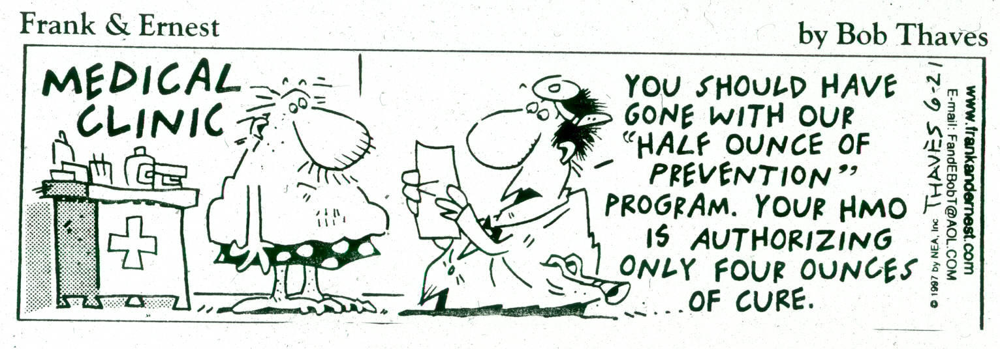 Frank & Ernest
by Bob Thaves
MEDICAL
CLINIC
YOU SHOULD HAVE
GONE WITH OUR
"HALF OUNCE OF
PREVENTION"
PROGRAM. YOUR HMO
IS AUTHORIZING
ONLY FOUR OUNCES
OF CURE.
© 1997 by NEA, Inc. THAVES 6-21
E-mail: FandEBobT@AOL.COM
www.frankandernest.com